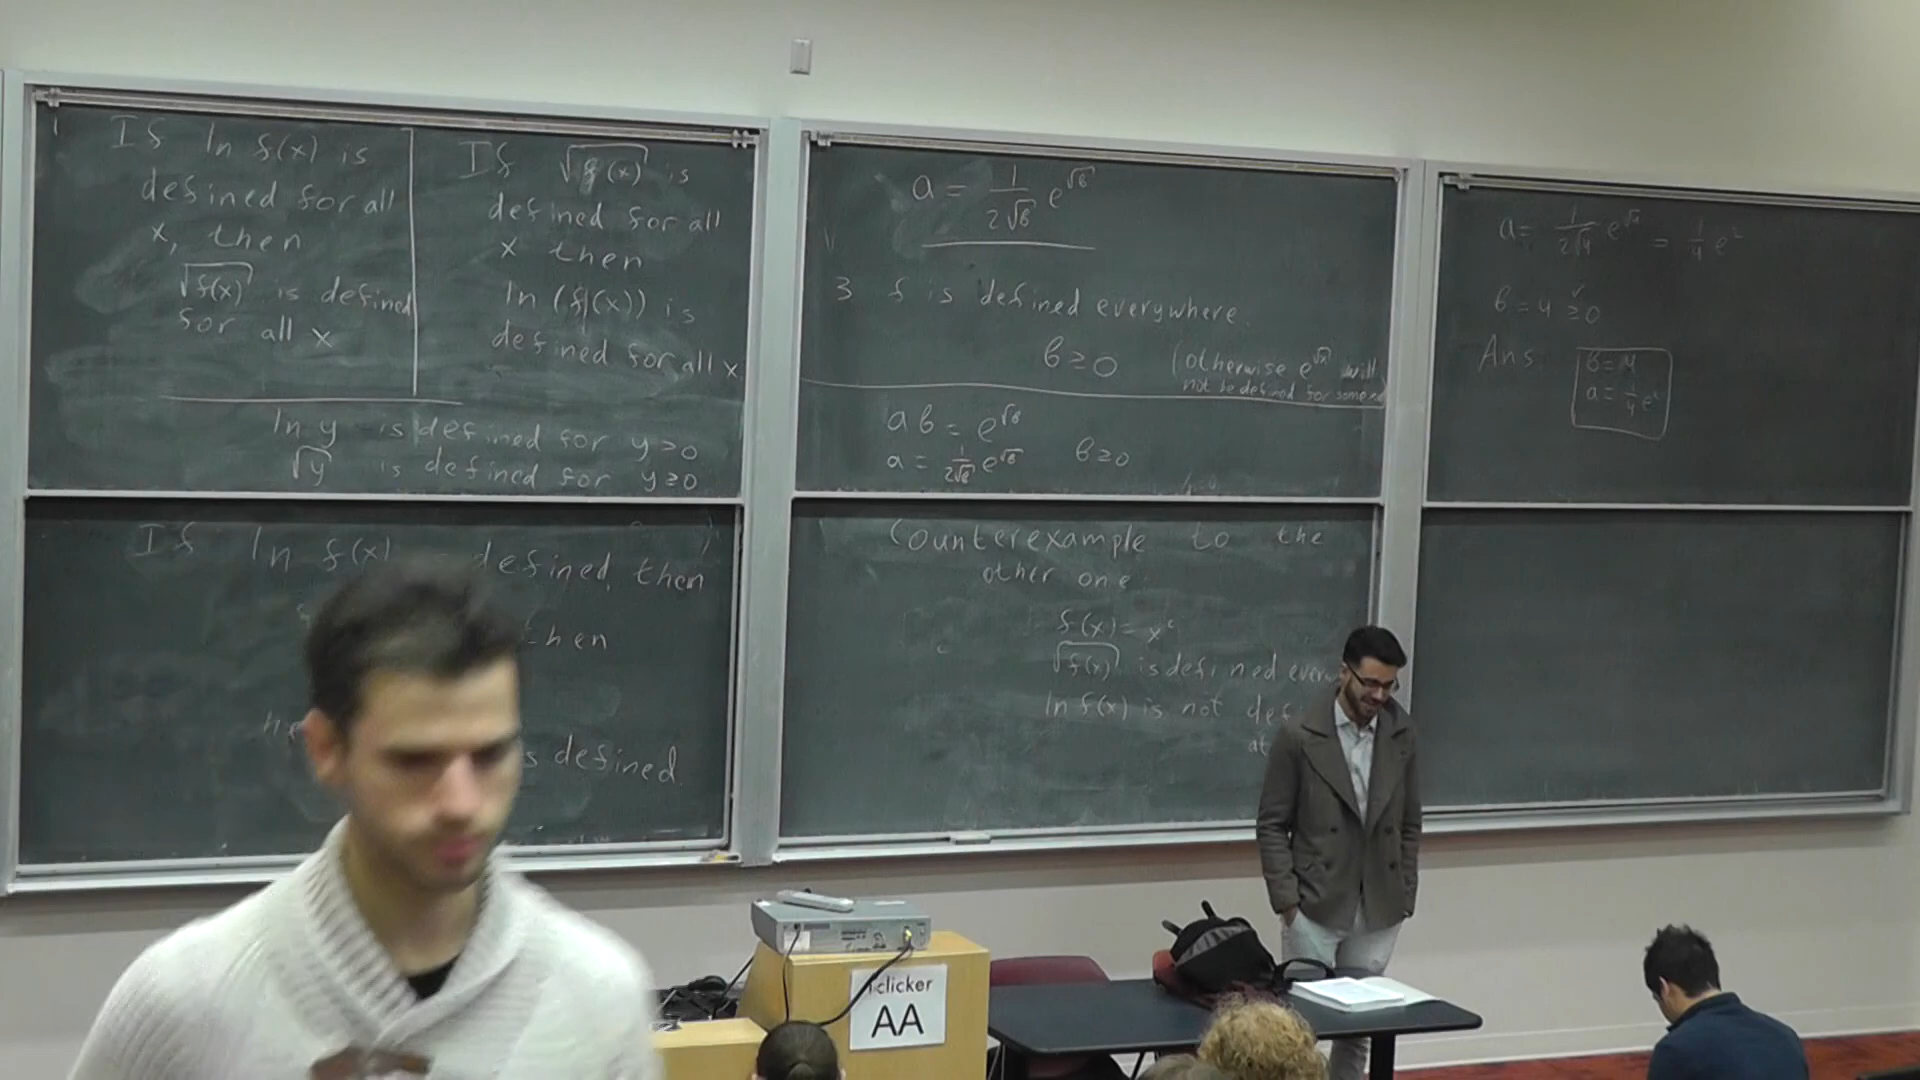 If ln f(x) is
defined for all
x, then
√f(x) is defined
for all x
If √f(x) is
defined for all
x then
ln (f(x)) is
defined for all x
ln y is defined for y>0
√y is defined for y≥0
If ln f(x) defined, then
then
is defined
a = 1/(2√b) e^√b
3 f is defined everywhere.
b ≥ 0 (otherwise e^√x will
not be defined for some x)
ab = e^√b
a = 1/(2√b) e^√b b≥0
Counterexample to the
other one
f(x) = x²
√f(x) is defined
ln f(x) is not
at
a = 1/(2√4) e^√4 = 1/4 e²
b = 4 ≥ 0
Ans: b = 4
a = 1/4 e²
i clicker
AA